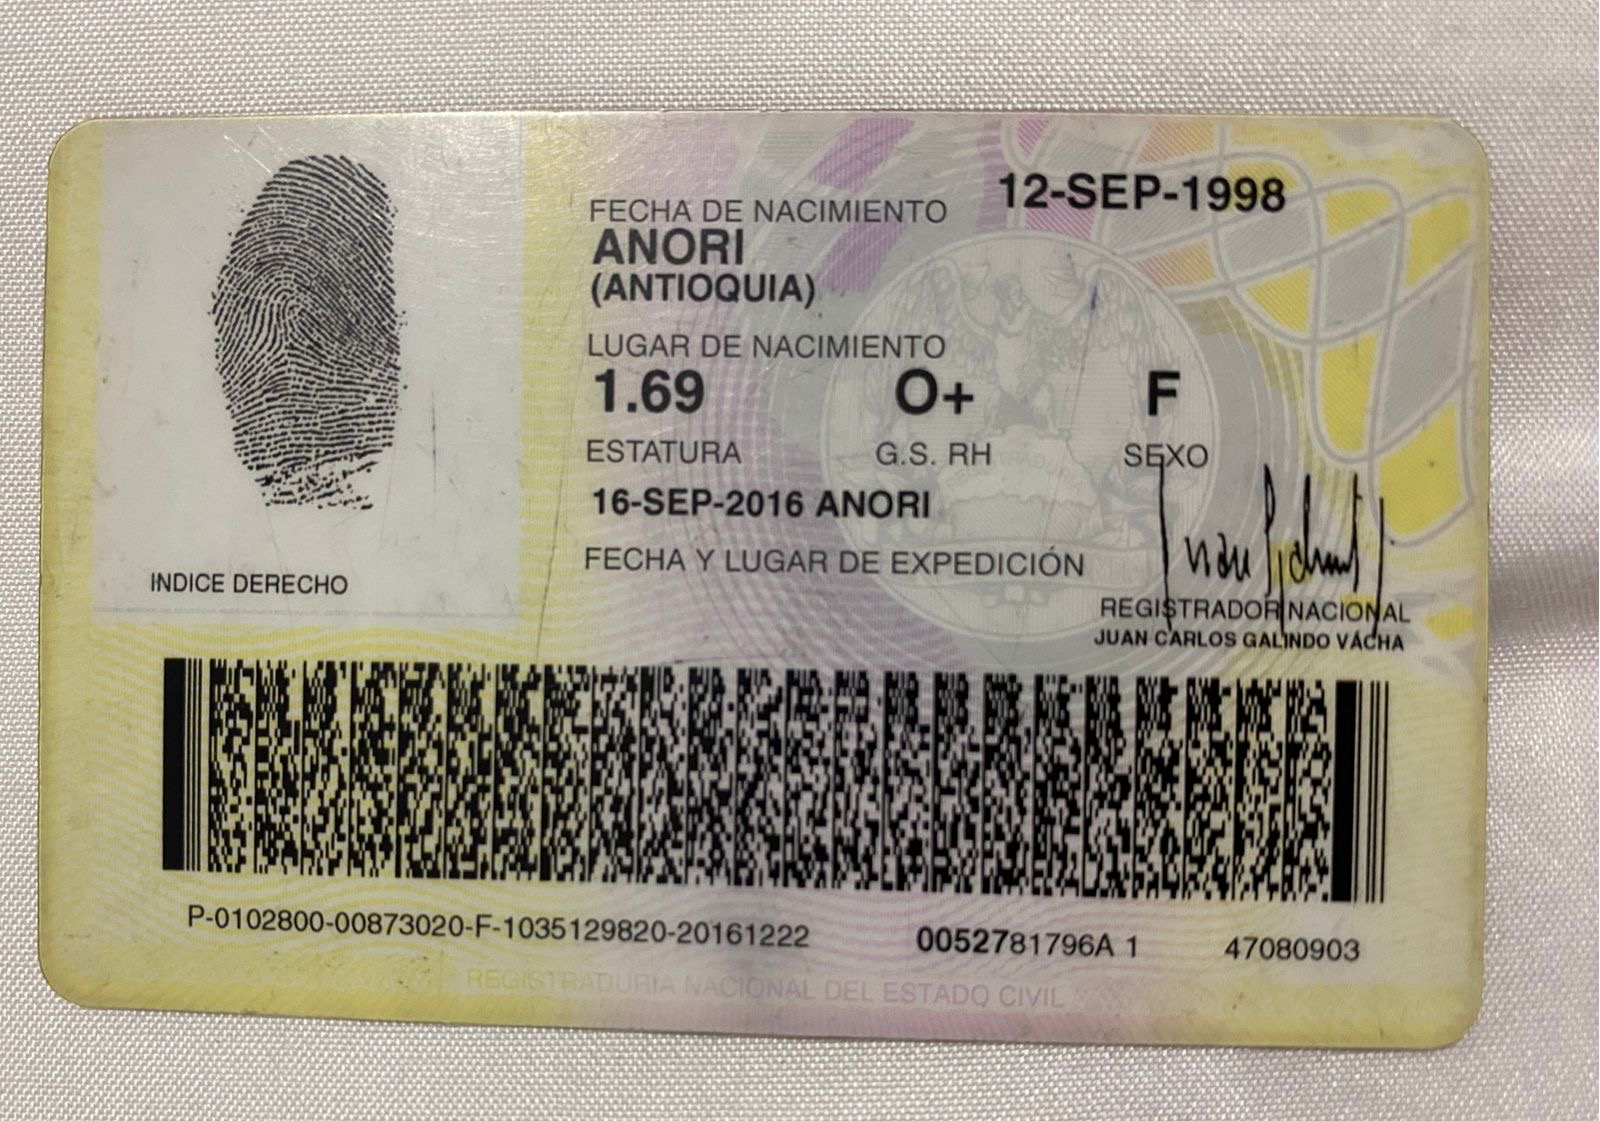 12-SEP-1998
FECHA DE NACIMIENTO
ANORI
(ANTIOQUIA)
LUGAR DE NACIMIENTO
1.69 O+ F
ESTATURA G.S. RH SEXO
16-SEP-2016 ANORI
FECHA Y LUGAR DE EXPEDICIÓN
INDICE DERECHO
REGISTRADOR NACIONAL
JUAN CARLOS GALINDO VÁCHA
P-0102800-00873020-F-1035129820-20161222 0052781796A 1 47080903
REGISTRADURIA NACIONAL DEL ESTADO CIVIL